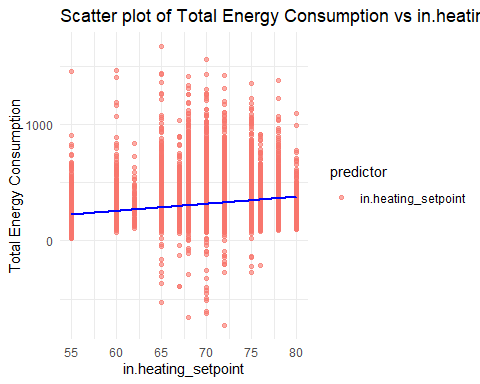 Scatter plot of Total Energy Consumption vs in.heatin
Total Energy Consumption
1000
0
55 60 65 70 75 80
in.heating_setpoint
predictor
in.heating_setpoint